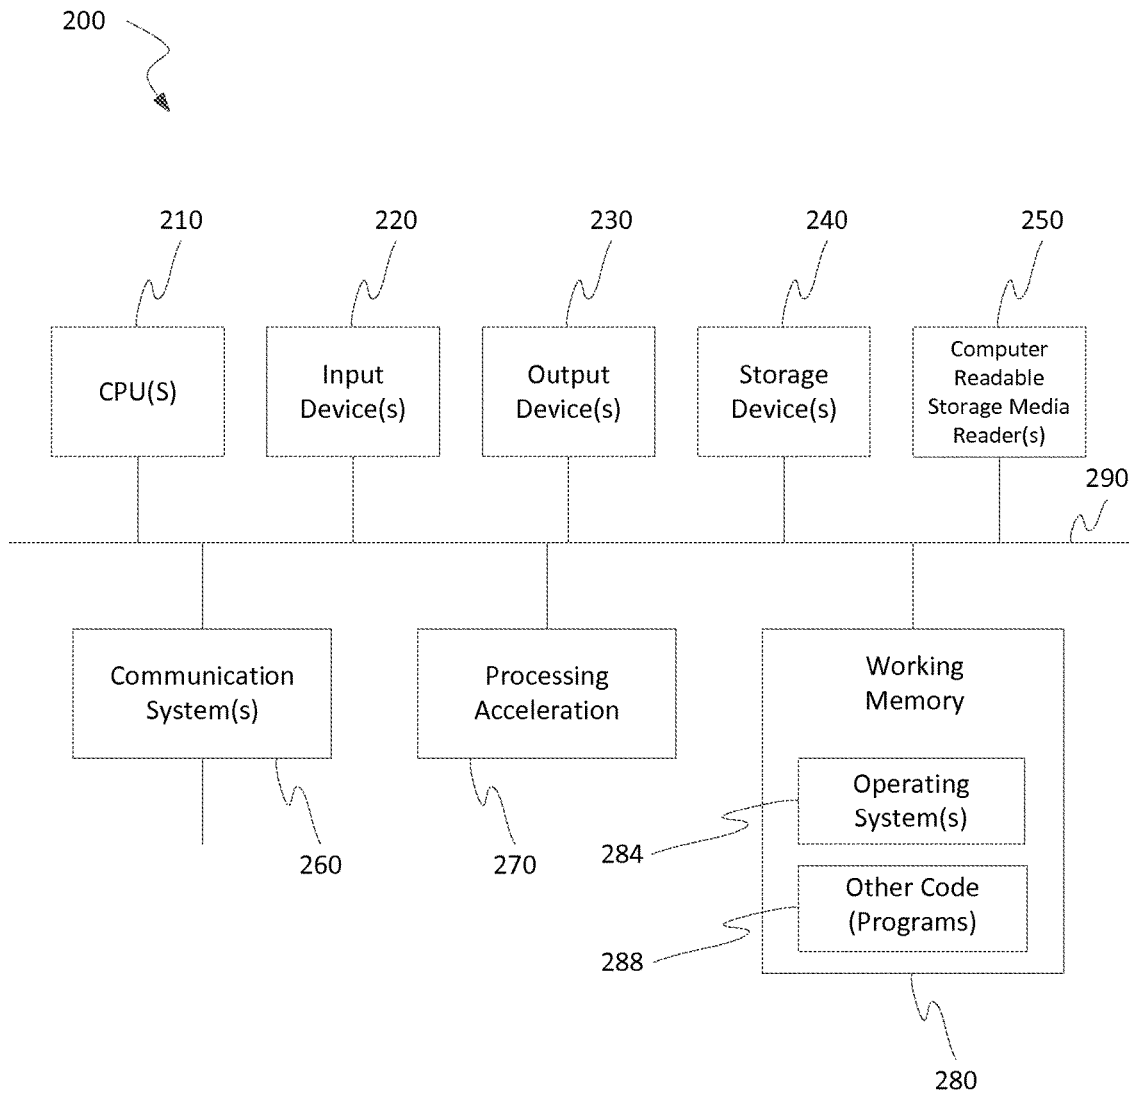 200
210
220
230
240
250
CPU(S)
Input
Device(s)
Output
Device(s)
Storage
Device(s)
Computer
Readable
Storage Media
Reader(s)
290
Communication
System(s)
Processing
Acceleration
Working
Memory
Operating
System(s)
284
260
270
Other Code
(Programs)
288
280